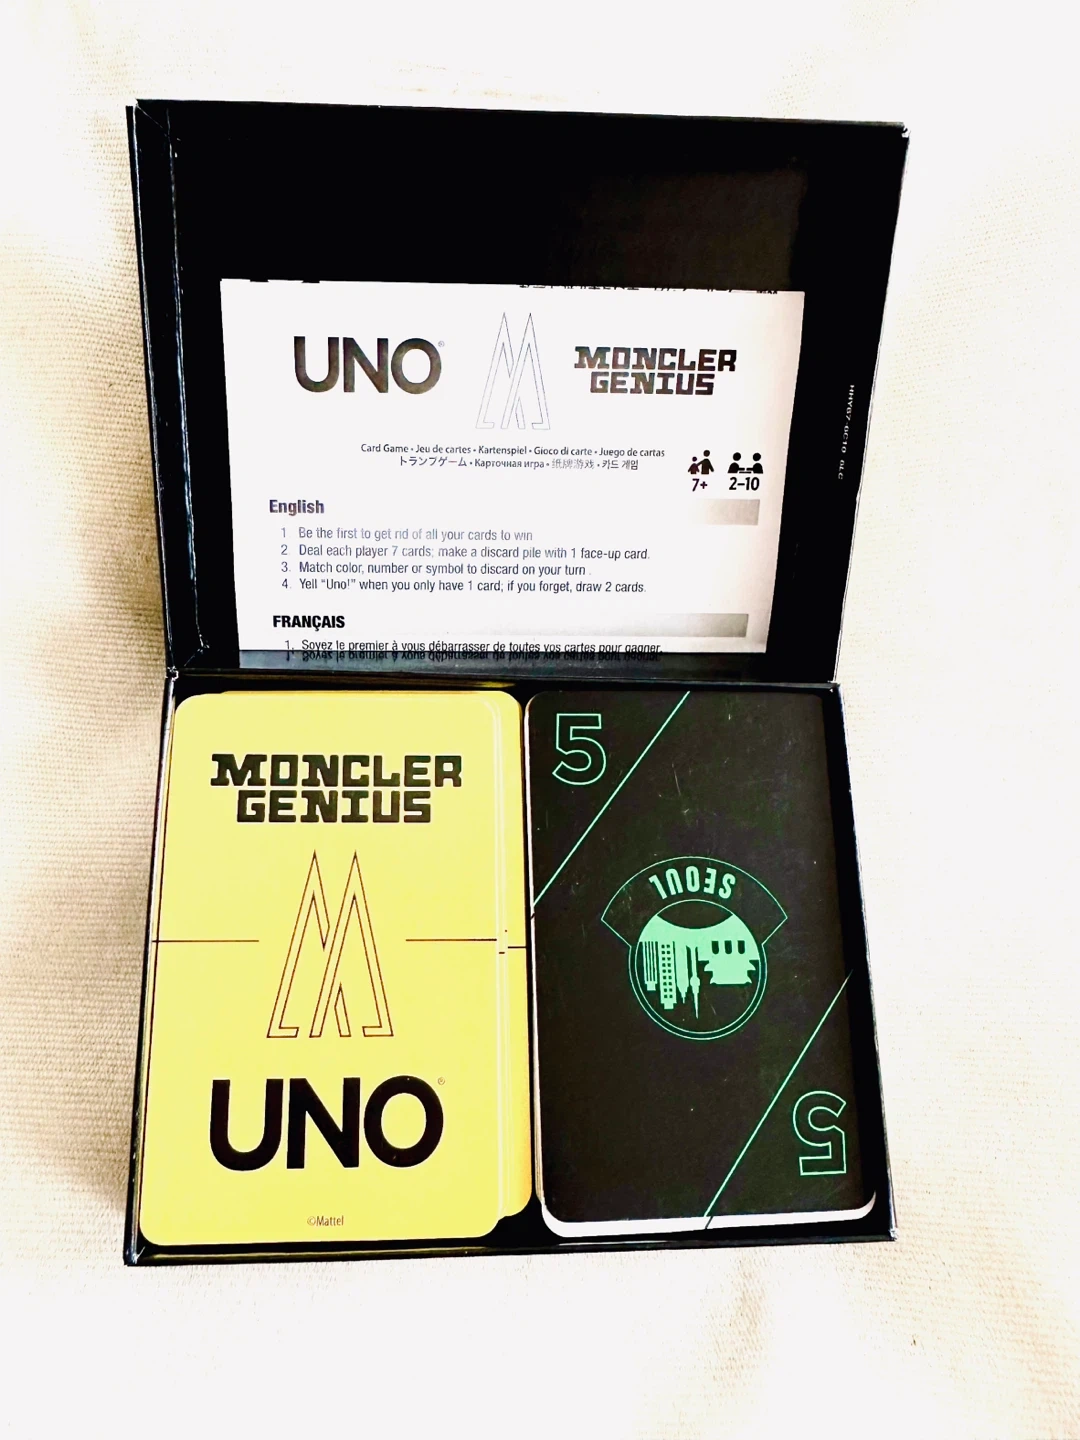 UNO®
MONCLER
GENIUS
Card Game • Jeu de cartes • Kartenspiel • Gioco di carte • Juego de cartas
トランプゲーム • Карточная игра • 纸牌游戏 • 카드 게임
7+
2–10
English
1 Be the first to get rid of all your cards to win
2 Deal each player 7 cards; make a discard pile with 1 face-up card.
3. Match color, number or symbol to discard on your turn.
4. Yell "Uno!" when you only have 1 card; if you forget, draw 2 cards.
FRANÇAIS
1. Soyez le premier à vous débarrasser de toutes vos cartes pour gagner.
MONCLER
GENIUS
UNO®
©Mattel
5
SEOUL
5